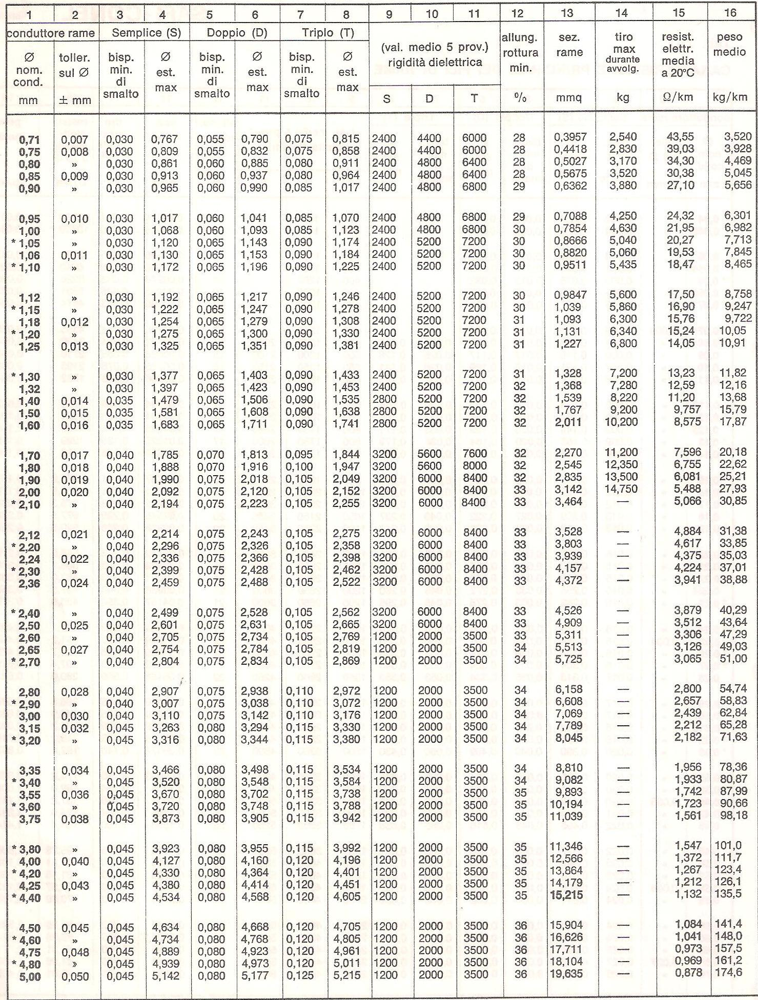 1 2 3 4 5 6 7 8 9 10 11 12 13 14 15 16
conduttore rame Semplice (S) Doppio (D) Triplo (T) (val. medio 5 prov.) rigidità dielettrica allung. rottura min. sez. rame tiro max durante avvolg. resist. elettr. media a 20°C peso medio
Ø nom. cond. toller. sul Ø bisp. min. di smalto Ø est. max bisp. min. di smalto Ø est. max bisp. min. di smalto Ø est. max
mm ± mm S D T % mmq kg Ω/km kg/km
0,71 0,007 0,030 0,767 0,055 0,790 0,075 0,815 2400 4400 6000 28 0,3957 2,540 43,55 3,520
0,75 0,008 0,030 0,809 0,055 0,832 0,075 0,858 2400 4400 6000 28 0,4418 2,830 39,03 3,928
0,80 » 0,030 0,861 0,060 0,885 0,080 0,911 2400 4800 6400 28 0,5027 3,170 34,30 4,469
0,85 0,009 0,030 0,913 0,060 0,937 0,080 0,964 2400 4800 6400 28 0,5675 3,520 30,38 5,045
0,90 » 0,030 0,965 0,060 0,990 0,085 1,017 2400 4800 6800 29 0,6362 3,880 27,10 5,656
0,95 0,010 0,030 1,017 0,060 1,041 0,085 1,070 2400 4800 6800 29 0,7088 4,250 24,32 6,301
1,00 » 0,030 1,068 0,060 1,093 0,085 1,123 2400 4800 6800 30 0,7854 4,630 21,95 6,982
* 1,05 » 0,030 1,120 0,065 1,143 0,090 1,174 2400 5200 7200 30 0,8666 5,040 20,27 7,713
1,06 0,011 0,030 1,130 0,065 1,153 0,090 1,184 2400 5200 7200 30 0,8820 5,060 19,53 7,845
* 1,10 » 0,030 1,172 0,065 1,196 0,090 1,225 2400 5200 7200 30 0,9511 5,435 18,47 8,465
1,12 » 0,030 1,192 0,065 1,217 0,090 1,246 2400 5200 7200 30 0,9847 5,600 17,50 8,758
* 1,15 » 0,030 1,222 0,065 1,247 0,090 1,278 2400 5200 7200 30 1,039 5,860 16,90 9,247
1,18 0,012 0,030 1,254 0,065 1,279 0,090 1,308 2400 5200 7200 31 1,093 6,300 15,76 9,722
* 1,20 » 0,030 1,275 0,065 1,300 0,090 1,330 2400 5200 7200 31 1,131 6,340 15,24 10,05
1,25 0,013 0,030 1,325 0,065 1,351 0,090 1,381 2400 5200 7200 31 1,227 6,800 14,05 10,91
* 1,30 » 0,030 1,377 0,065 1,403 0,090 1,433 2400 5200 7200 31 1,328 7,200 13,23 11,82
1,32 » 0,030 1,397 0,065 1,423 0,090 1,453 2400 5200 7200 32 1,368 7,280 12,59 12,16
1,40 0,014 0,035 1,479 0,065 1,506 0,090 1,535 2800 5200 7200 32 1,539 8,220 11,20 13,68
1,50 0,015 0,035 1,581 0,065 1,608 0,090 1,638 2800 5200 7200 32 1,767 9,200 9,757 15,79
1,60 0,016 0,035 1,683 0,065 1,711 0,090 1,741 2800 5200 7200 32 2,011 10,200 8,575 17,87
1,70 0,017 0,040 1,785 0,070 1,813 0,095 1,844 3200 5600 7600 32 2,270 11,200 7,596 20,18
1,80 0,018 0,040 1,888 0,070 1,916 0,100 1,947 3200 5600 8000 32 2,545 12,350 6,755 22,62
1,90 0,019 0,040 1,990 0,075 2,018 0,105 2,049 3200 6000 8400 32 2,835 13,500 6,081 25,21
2,00 0,020 0,040 2,092 0,075 2,120 0,105 2,152 3200 6000 8400 33 3,142 14,750 5,488 27,93
* 2,10 » 0,040 2,194 0,075 2,223 0,105 2,255 3200 6000 8400 33 3,464 — 5,066 30,85
2,12 0,021 0,040 2,214 0,075 2,243 0,105 2,275 3200 6000 8400 33 3,528 — 4,884 31,38
* 2,20 » 0,040 2,296 0,075 2,326 0,105 2,358 3200 6000 8400 33 3,803 — 4,617 33,85
2,24 0,022 0,040 2,336 0,075 2,366 0,105 2,398 3200 6000 8400 33 3,939 — 4,375 35,03
* 2,30 » 0,040 2,399 0,075 2,428 0,105 2,462 3200 6000 8400 33 4,157 — 4,224 37,01
2,36 0,024 0,040 2,459 0,075 2,488 0,105 2,522 3200 6000 8400 33 4,372 — 3,941 38,88
* 2,40 » 0,040 2,499 0,075 2,528 0,105 2,562 3200 6000 8400 33 4,526 — 3,879 40,29
2,50 0,025 0,040 2,601 0,075 2,631 0,105 2,665 3200 6000 8400 33 4,909 — 3,512 43,64
2,60 » 0,040 2,705 0,075 2,734 0,105 2,769 1200 2000 3500 33 5,311 — 3,306 47,29
2,65 0,027 0,040 2,754 0,075 2,784 0,105 2,819 1200 2000 3500 34 5,513 — 3,126 49,03
* 2,70 » 0,040 2,804 0,075 2,834 0,105 2,869 1200 2000 3500 34 5,725 — 3,065 51,00
2,80 0,028 0,040 2,907 0,075 2,938 0,110 2,972 1200 2000 3500 34 6,158 — 2,800 54,74
* 2,90 » 0,040 3,007 0,075 3,038 0,110 3,072 1200 2000 3500 34 6,608 — 2,657 58,83
3,00 0,030 0,040 3,110 0,075 3,142 0,110 3,176 1200 2000 3500 34 7,069 — 2,439 62,84
3,15 0,032 0,045 3,263 0,080 3,294 0,115 3,330 1200 2000 3500 34 7,789 — 2,212 65,28
* 3,20 » 0,045 3,316 0,080 3,344 0,115 3,380 1200 2000 3500 34 8,045 — 2,182 71,63
3,35 0,034 0,045 3,466 0,080 3,498 0,115 3,534 1200 2000 3500 34 8,810 — 1,956 78,36
* 3,40 » 0,045 3,520 0,080 3,548 0,115 3,584 1200 2000 3500 34 9,082 — 1,933 80,87
3,55 0,036 0,045 3,670 0,080 3,702 0,115 3,738 1200 2000 3500 35 9,893 — 1,742 87,99
* 3,60 » 0,045 3,720 0,080 3,748 0,115 3,788 1200 2000 3500 35 10,194 — 1,723 90,66
3,75 0,038 0,045 3,873 0,080 3,905 0,115 3,942 1200 2000 3500 35 11,039 — 1,561 98,18
* 3,80 » 0,045 3,923 0,080 3,955 0,115 3,992 1200 2000 3500 35 11,346 — 1,547 101,0
4,00 0,040 0,045 4,127 0,080 4,160 0,120 4,196 1200 2000 3500 35 12,566 — 1,372 111,7
* 4,20 » 0,045 4,330 0,080 4,364 0,120 4,401 1200 2000 3500 35 13,864 — 1,267 123,4
4,25 0,043 0,045 4,380 0,080 4,414 0,120 4,451 1200 2000 3500 35 14,179 — 1,212 126,1
* 4,40 » 0,045 4,534 0,080 4,568 0,120 4,605 1200 2000 3500 35 15,215 — 1,132 135,5
4,50 0,045 0,045 4,634 0,080 4,668 0,120 4,705 1200 2000 3500 36 15,904 — 1,084 141,4
* 4,60 » 0,045 4,734 0,080 4,768 0,120 4,805 1200 2000 3500 36 16,626 — 1,041 148,0
4,75 0,048 0,045 4,889 0,080 4,923 0,120 4,961 1200 2000 3500 36 17,711 — 0,973 157,5
* 4,80 » 0,045 4,939 0,080 4,973 0,120 5,011 1200 2000 3500 36 18,104 — 0,969 161,2
5,00 0,050 0,045 5,142 0,080 5,177 0,125 5,215 1200 2000 3500 36 19,635 — 0,878 174,6